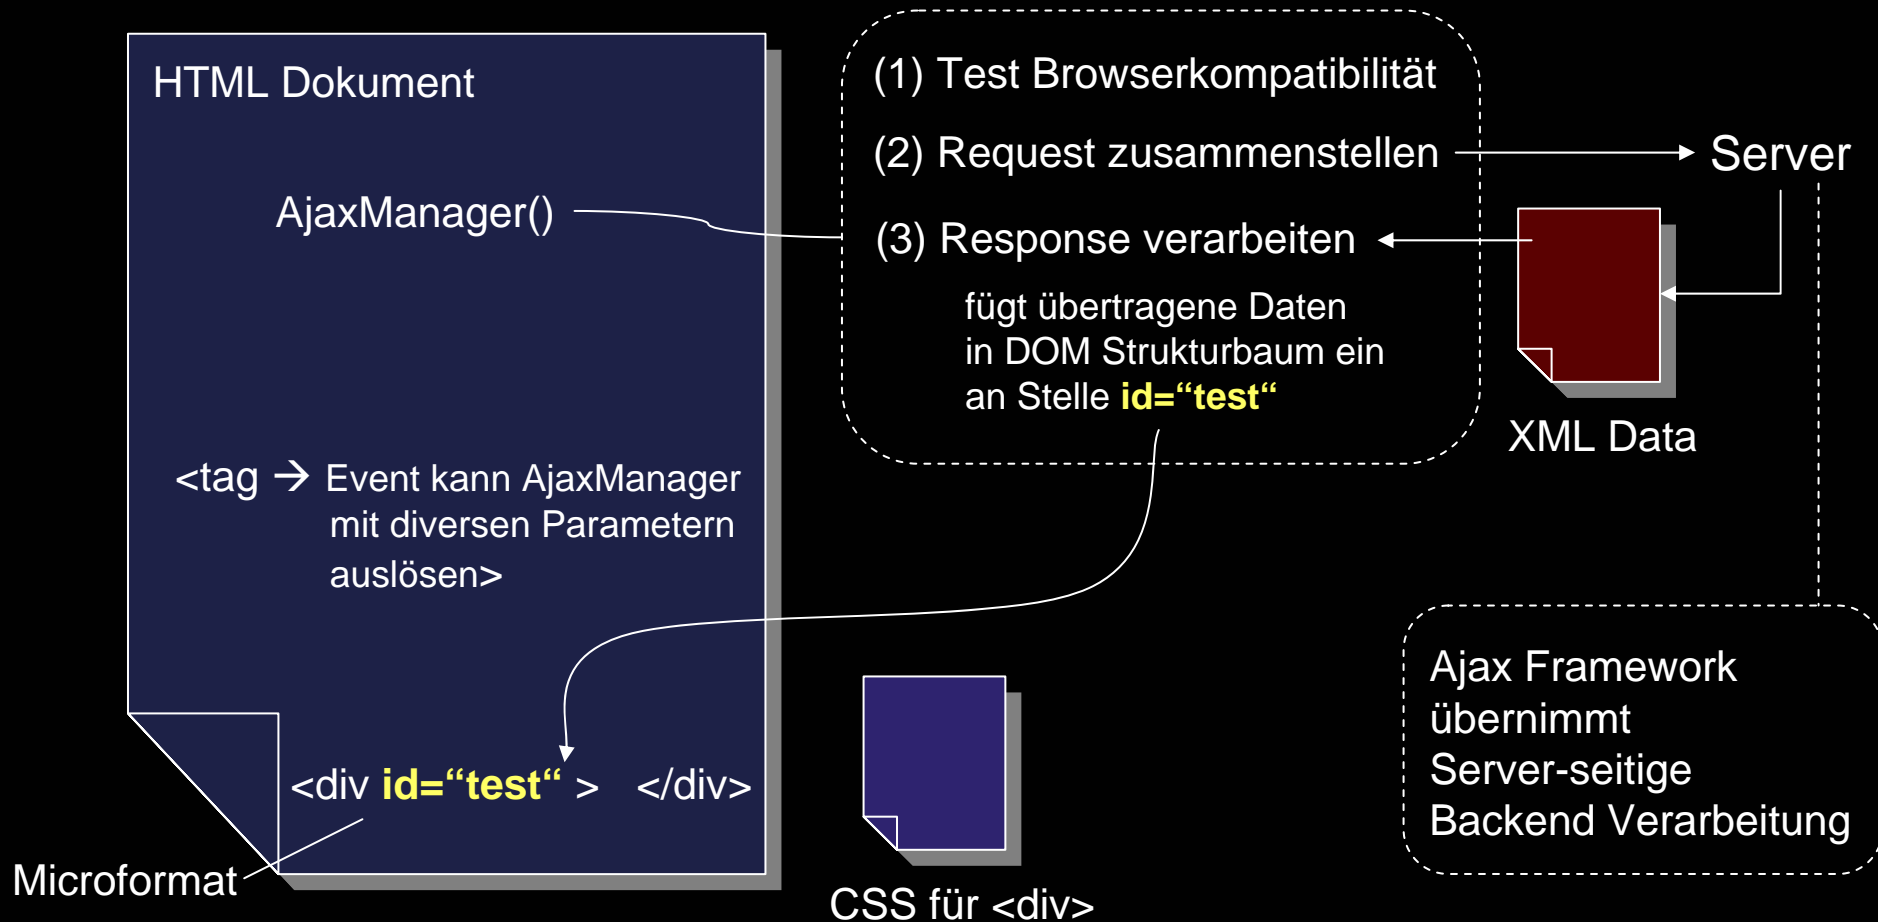 HTML Dokument
AjaxManager()
<tag → Event kann AjaxManager
mit diversen Parametern
auslösen>
<div id=“test“ > </div>
Microformat
(1) Test Browserkompatibilität
(2) Request zusammenstellen
(3) Response verarbeiten
fügt übertragene Daten
in DOM Strukturbaum ein
an Stelle id=“test“
Server
XML Data
CSS für <div>
Ajax Framework
übernimmt
Server-seitige
Backend Verarbeitung